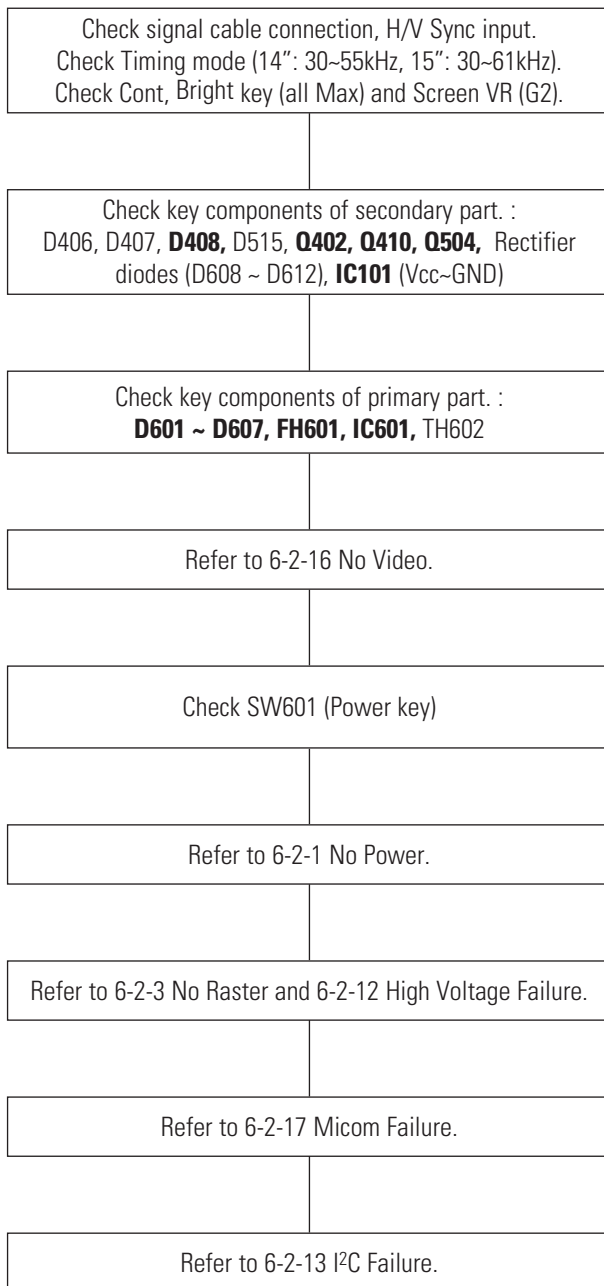 Check signal cable connection, H/V Sync input.
Check Timing mode (14”: 30~55kHz, 15”: 30~61kHz).
Check Cont, Bright key (all Max) and Screen VR (G2).
Check key components of secondary part. :
D406, D407, D408, D515, Q402, Q410, Q504, Rectifier
diodes (D608 ~ D612), IC101 (Vcc~GND)
Check key components of primary part. :
D601 ~ D607, FH601, IC601, TH602
Refer to 6-2-16 No Video.
Check SW601 (Power key)
Refer to 6-2-1 No Power.
Refer to 6-2-3 No Raster and 6-2-12 High Voltage Failure.
Refer to 6-2-17 Micom Failure.
Refer to 6-2-13 I²C Failure.